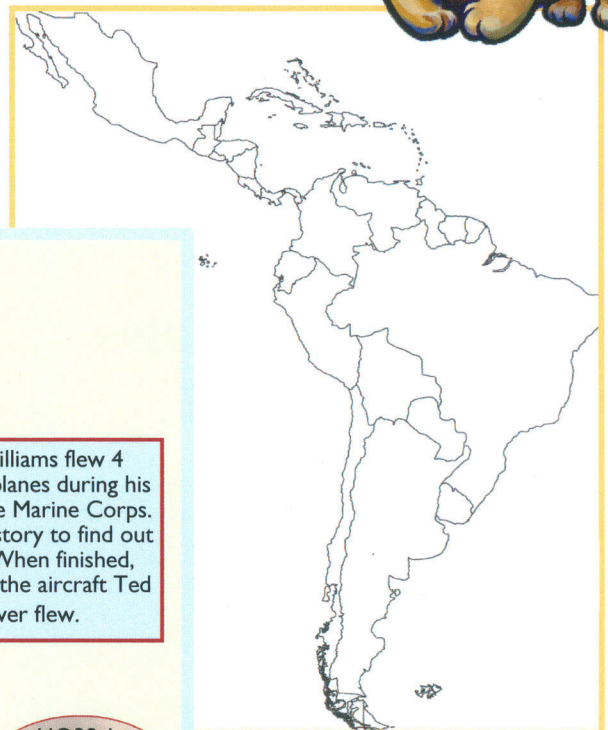 illiams flew 4
planes during his
e Marine Corps.
story to find out
When finished,
the aircraft Ted
ver flew.